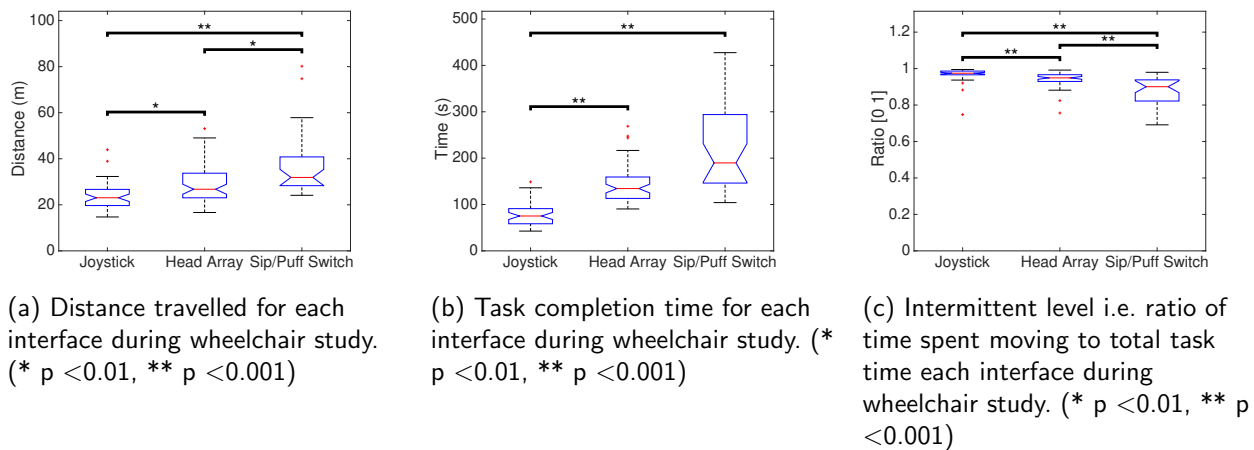 100
80
60
40
20
0
Distance (m)
**
*
*
Joystick
Head Array
Sip/Puff Switch
(a) Distance travelled for each
interface during wheelchair study.
(* p <0.01, ** p <0.001)
500
400
300
200
100
0
Time (s)
**
**
Joystick
Head Array
Sip/Puff Switch
(b) Task completion time for each
interface during wheelchair study. (*
p <0.01, ** p <0.001)
1.2
1
0.8
0.6
0.4
0.2
0
Ratio [0 1]
**
**
**
Joystick
Head Array
Sip/Puff Switch
(c) Intermittent level i.e. ratio of
time spent moving to total task
time each interface during
wheelchair study. (* p <0.01, ** p
<0.001)